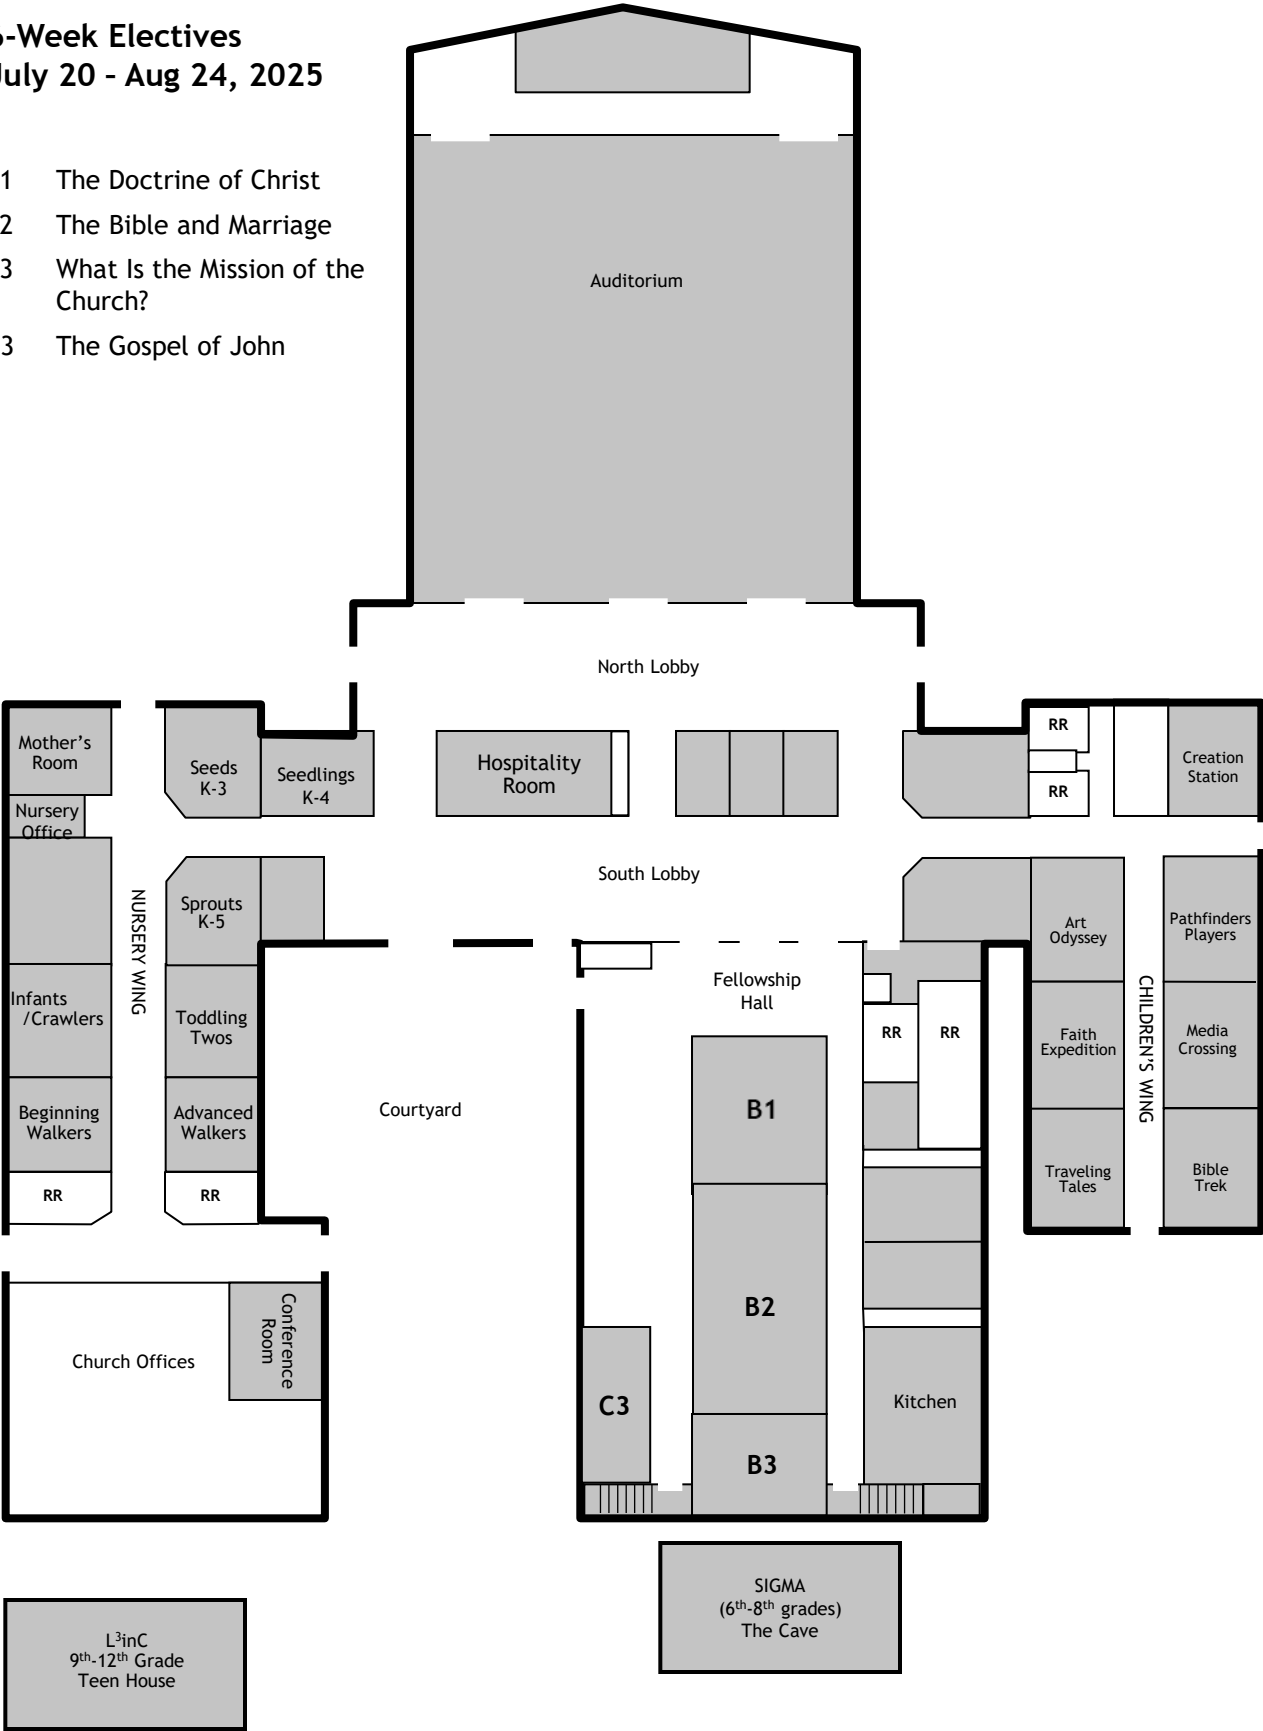 -Week Electives
July 20 - Aug 24, 2025
1 The Doctrine of Christ
2 The Bible and Marriage
3 What Is the Mission of the
Church?
3 The Gospel of John
Auditorium
North Lobby
Mother's
Room
Nursery
Office
Seeds
K-3
Seedlings
K-4
Hospitality
Room
RR
RR
Creation
Station
South Lobby
NURSERY WING
Sprouts
K-5
Art
Odyssey
Pathfinders
Players
Infants
/Crawlers
Toddling
Twos
Fellowship
Hall
RR
RR
Faith
Expedition
CHILDREN'S WING
Media
Crossing
Beginning
Walkers
Advanced
Walkers
Courtyard
B1
Traveling
Tales
Bible
Trek
RR
RR
Church Offices
Conference
Room
B2
C3
Kitchen
B3
SIGMA
(6th-8th grades)
The Cave
L3inC
9th-12th Grade
Teen House